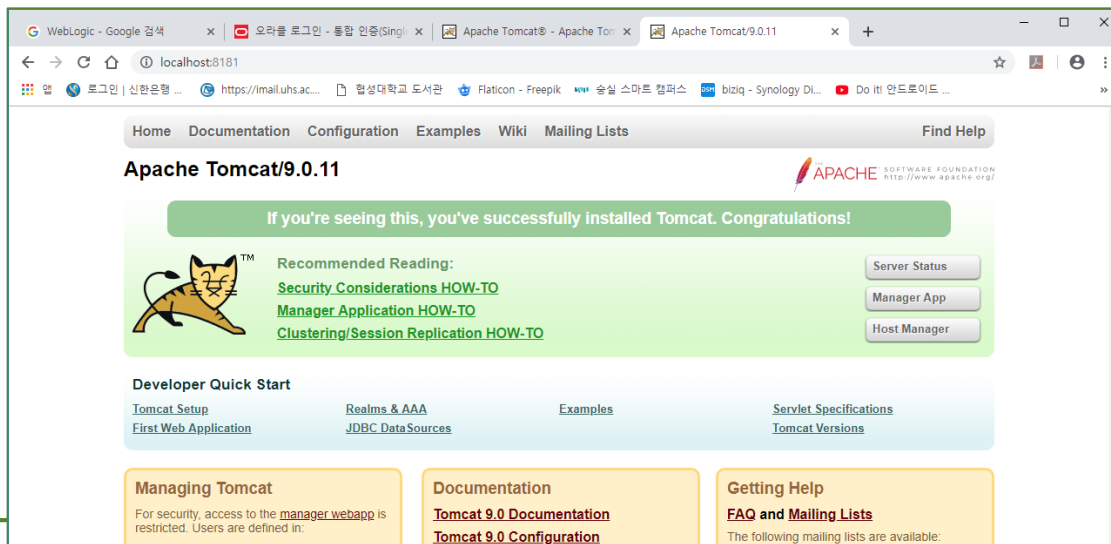 WebLogic - Google 검색
오라클 로그인 - 통합 인증(Singl
Apache Tomcat® - Apache Tom
Apache Tomcat/9.0.11
localhost:8181
앱
로그인 | 신한은행 ...
https://imail.uhs.ac....
협성대학교 도서관
Flaticon - Freepik
숭실 스마트 캠퍼스
DSM
biziq - Synology Di...
Do it! 안드로이드 ...
Home Documentation Configuration Examples Wiki Mailing Lists Find Help
Apache Tomcat/9.0.11
THE
APACHE SOFTWARE FOUNDATION
http://www.apache.org/
If you're seeing this, you've successfully installed Tomcat. Congratulations!
TM
Recommended Reading:
Security Considerations HOW-TO
Manager Application HOW-TO
Clustering/Session Replication HOW-TO
Server Status
Manager App
Host Manager
Developer Quick Start
Tomcat Setup
First Web Application
Realms & AAA
JDBC DataSources
Examples
Servlet Specifications
Tomcat Versions
Managing Tomcat
For security, access to the manager webapp is
restricted. Users are defined in:
Documentation
Tomcat 9.0 Documentation
Tomcat 9.0 Configuration
Getting Help
FAQ and Mailing Lists
The following mailing lists are available: